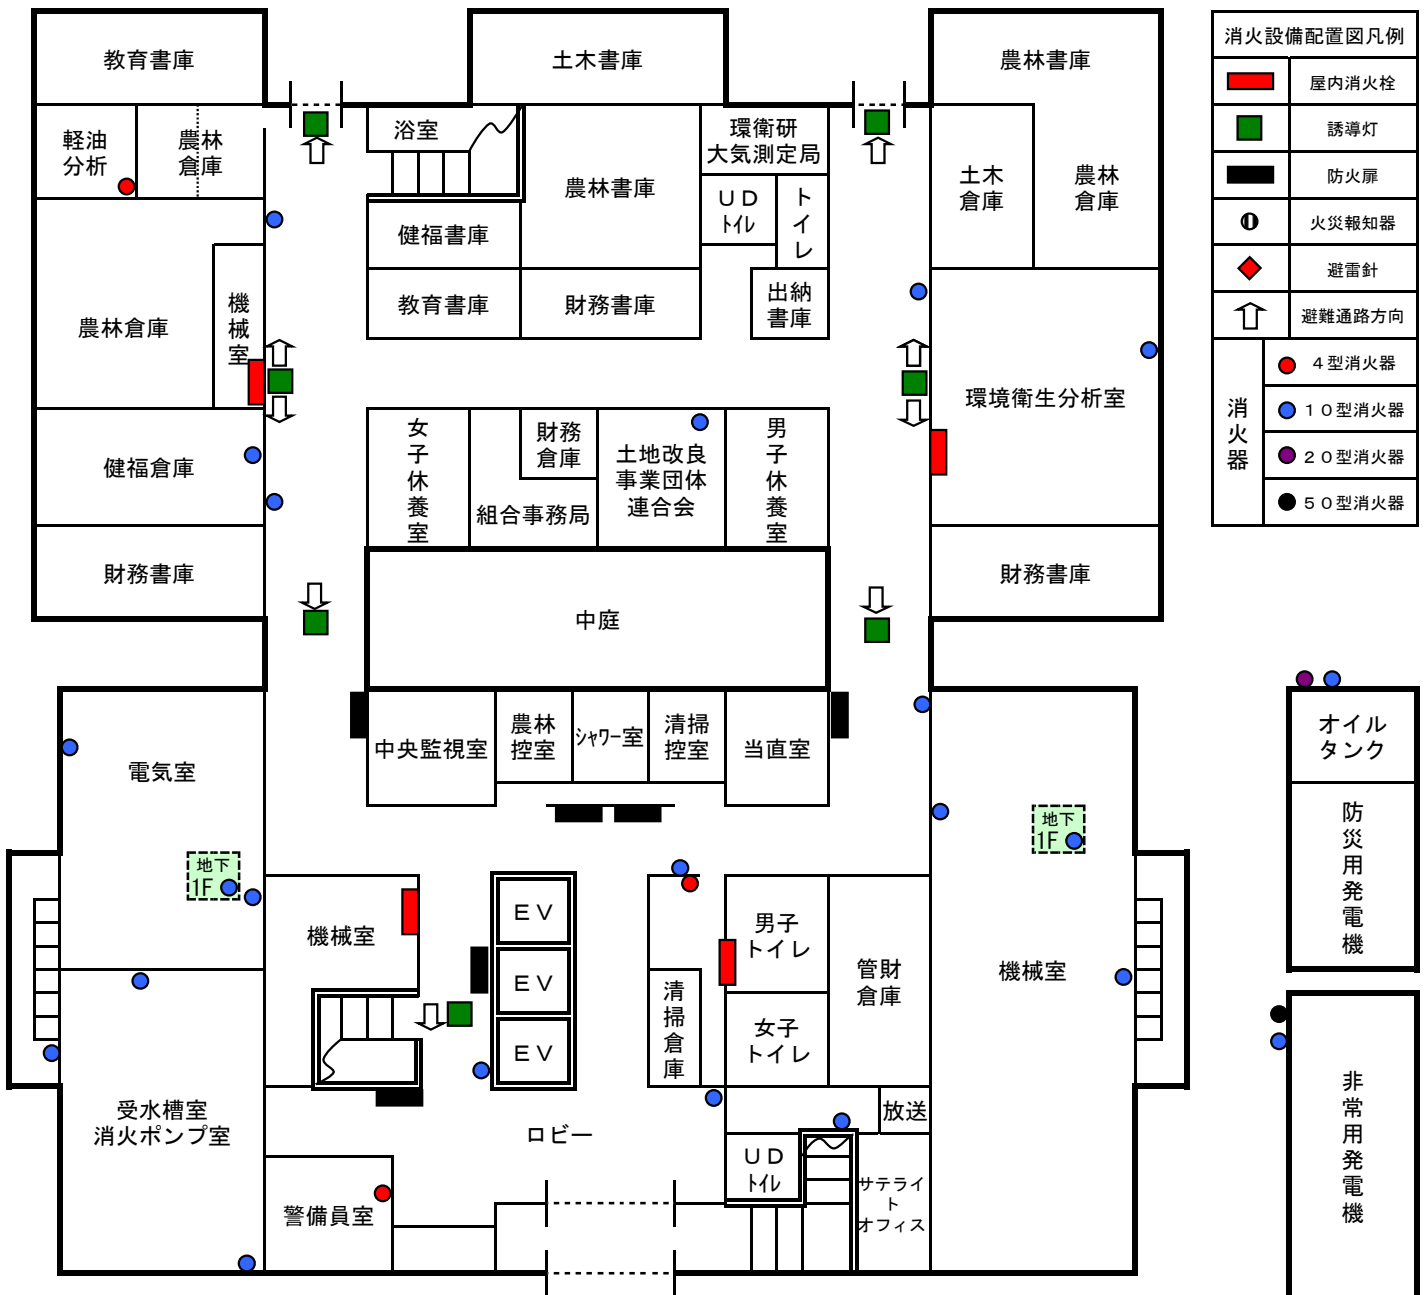 教育書庫
土木書庫
農林書庫
消火設備配置図凡例
屋内消火栓
誘導灯
防火扉
火災報知器
避雷針
避難通路方向
消火器
４型消火器
１０型消火器
２０型消火器
５０型消火器
軽油
分析
農林
倉庫
浴室
農林書庫
環衛研
大気測定局
ＵＤ
ﾄｲﾚ
トイレ
土木
倉庫
農林
倉庫
健福書庫
教育書庫
財務書庫
出納
書庫
農林倉庫
機械室
環境衛生分析室
健福倉庫
女子休養室
財務
倉庫
組合事務局
土地改良
事業団体
連合会
男子休養室
財務書庫
中庭
財務書庫
中央監視室
農林
控室
ｼｬﾜｰ室
清掃
控室
当直室
電気室
地下
1F
地下
1F
オイル
タンク
防災用発電機
機械室
ＥＶ
ＥＶ
ＥＶ
男子
トイレ
女子
トイレ
清掃倉庫
管財
倉庫
機械室
受水槽室
消火ポンプ室
ロビー
放送
ＵＤ
ﾄｲﾚ
サテライ
ト
オフィス
警備員室
非常用発電機